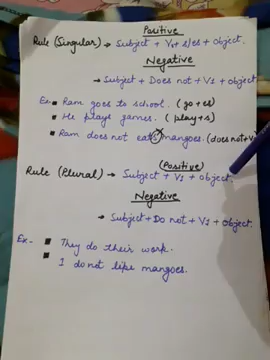 Positive
Rule (Singular) → Subject + V1+ s/es + object.
Negative
→ Subject + Does not + V1 + object
Ex- ■ Ram goes to school. (go + es)
■ He plays games. (play + s)
■ Ram does not eats mangoes. (does not + V
(Positive)
Rule (Plural) → Subject + V1 + object.
Negative
→ Subject + Do not + V1 + object.
Ex - ■ They do their work.
■ I do not like mangoes.